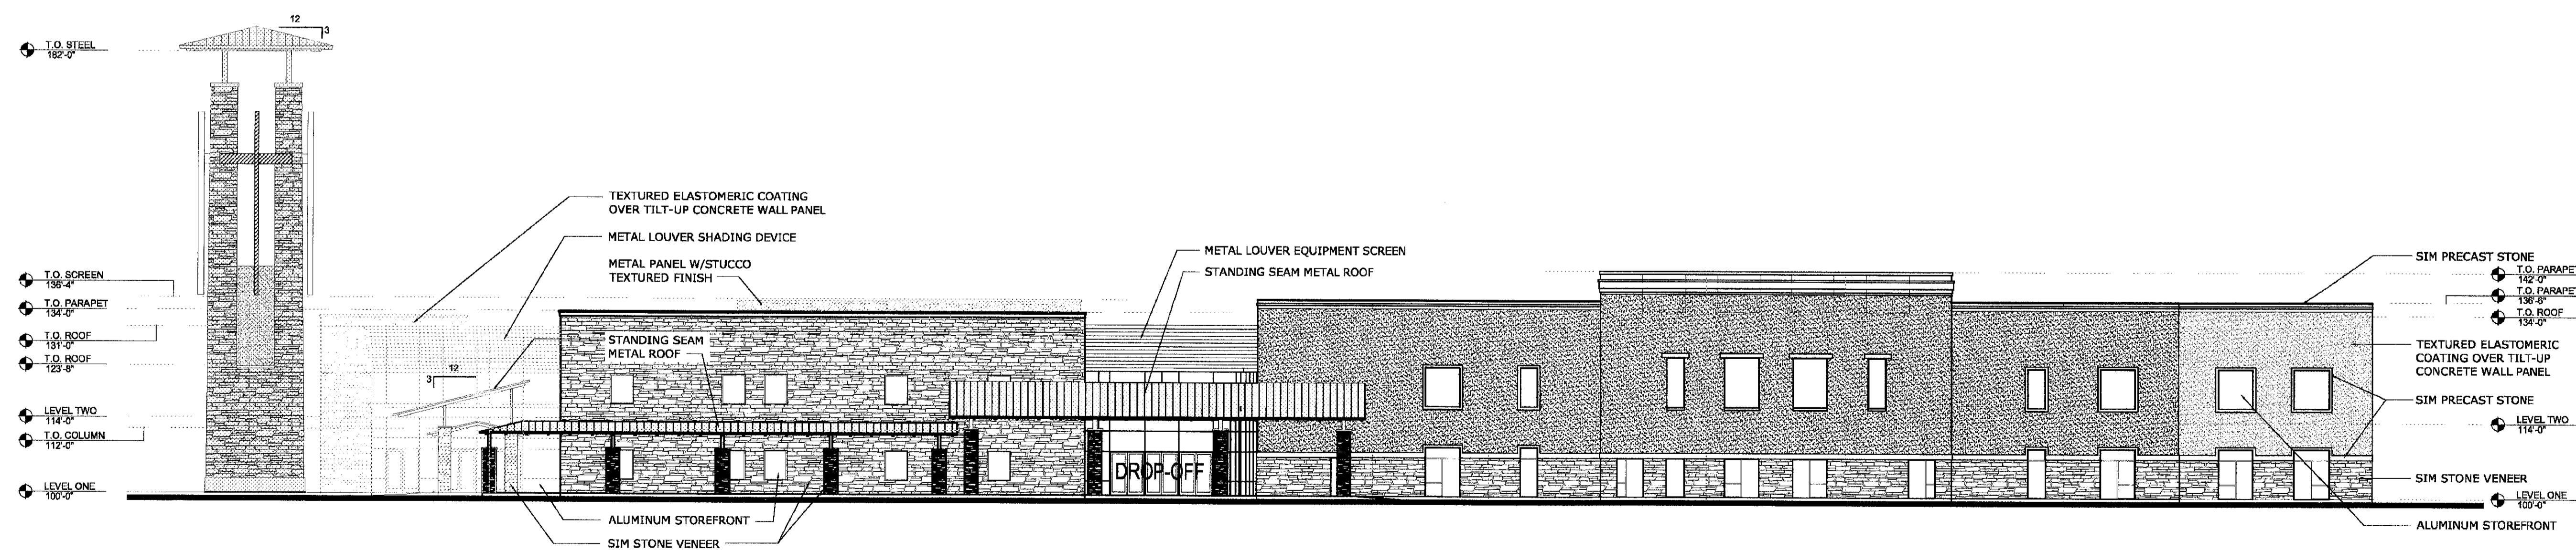 12
3
T.O. STEEL
182'-0"
TEXTURED ELASTOMERIC COATING
OVER TILT-UP CONCRETE WALL PANEL
METAL LOUVER SHADING DEVICE
METAL PANEL W/STUCCO
TEXTURED FINISH
METAL LOUVER EQUIPMENT SCREEN
STANDING SEAM METAL ROOF
T.O. SCREEN
136'-4"
T.O. PARAPET
134'-0"
T.O. ROOF
131'-0"
T.O. ROOF
123'-8"
LEVEL TWO
114'-0"
T.O. COLUMN
112'-0"
LEVEL ONE
100'-0"
12
3
STANDING SEAM
METAL ROOF
DROP-OFF
ALUMINUM STOREFRONT
SIM STONE VENEER
SIM PRECAST STONE
T.O. PARAPET
142'-0"
T.O. PARAPET
136'-6"
T.O. ROOF
134'-0"
TEXTURED ELASTOMERIC
COATING OVER TILT-UP
CONCRETE WALL PANEL
SIM PRECAST STONE
LEVEL TWO
114'-0"
SIM STONE VENEER
LEVEL ONE
100'-0"
ALUMINUM STOREFRONT